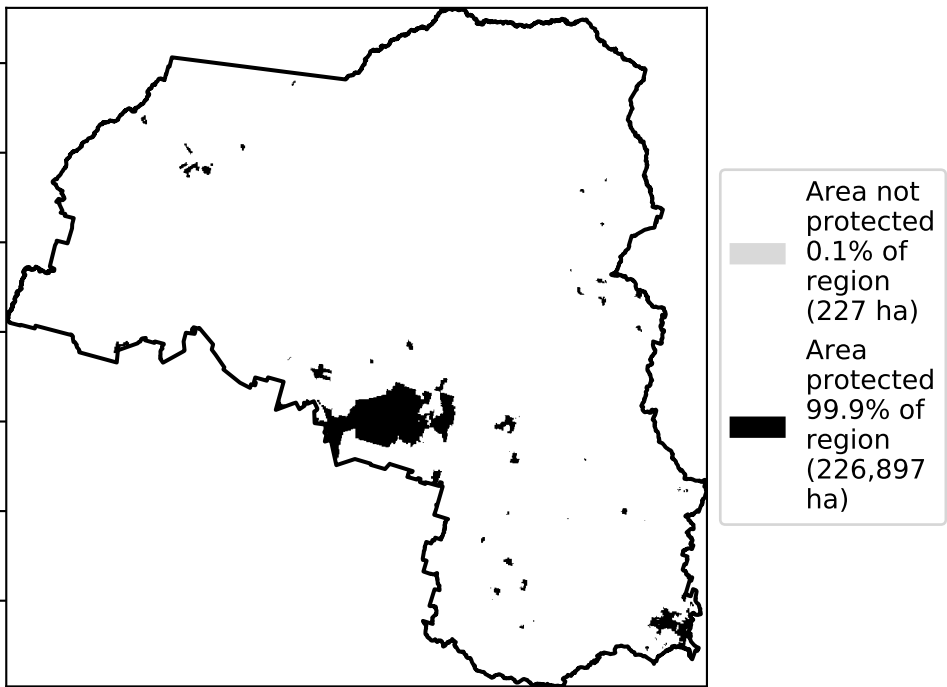 Area not
protected
0.1% of
region
(227 ha)
Area
protected
99.9% of
region
(226,897
ha)